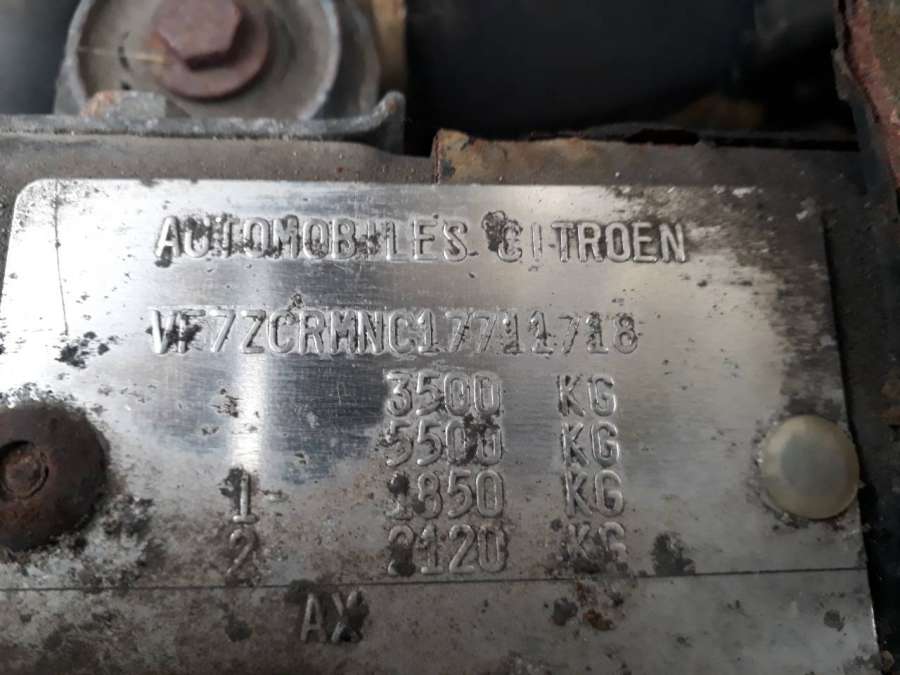 AUTOMOBILES CITROEN
VF7ZCRMNC17711718
3500 KG
5500 KG
1- 1850 KG
2 2120 KG
AX